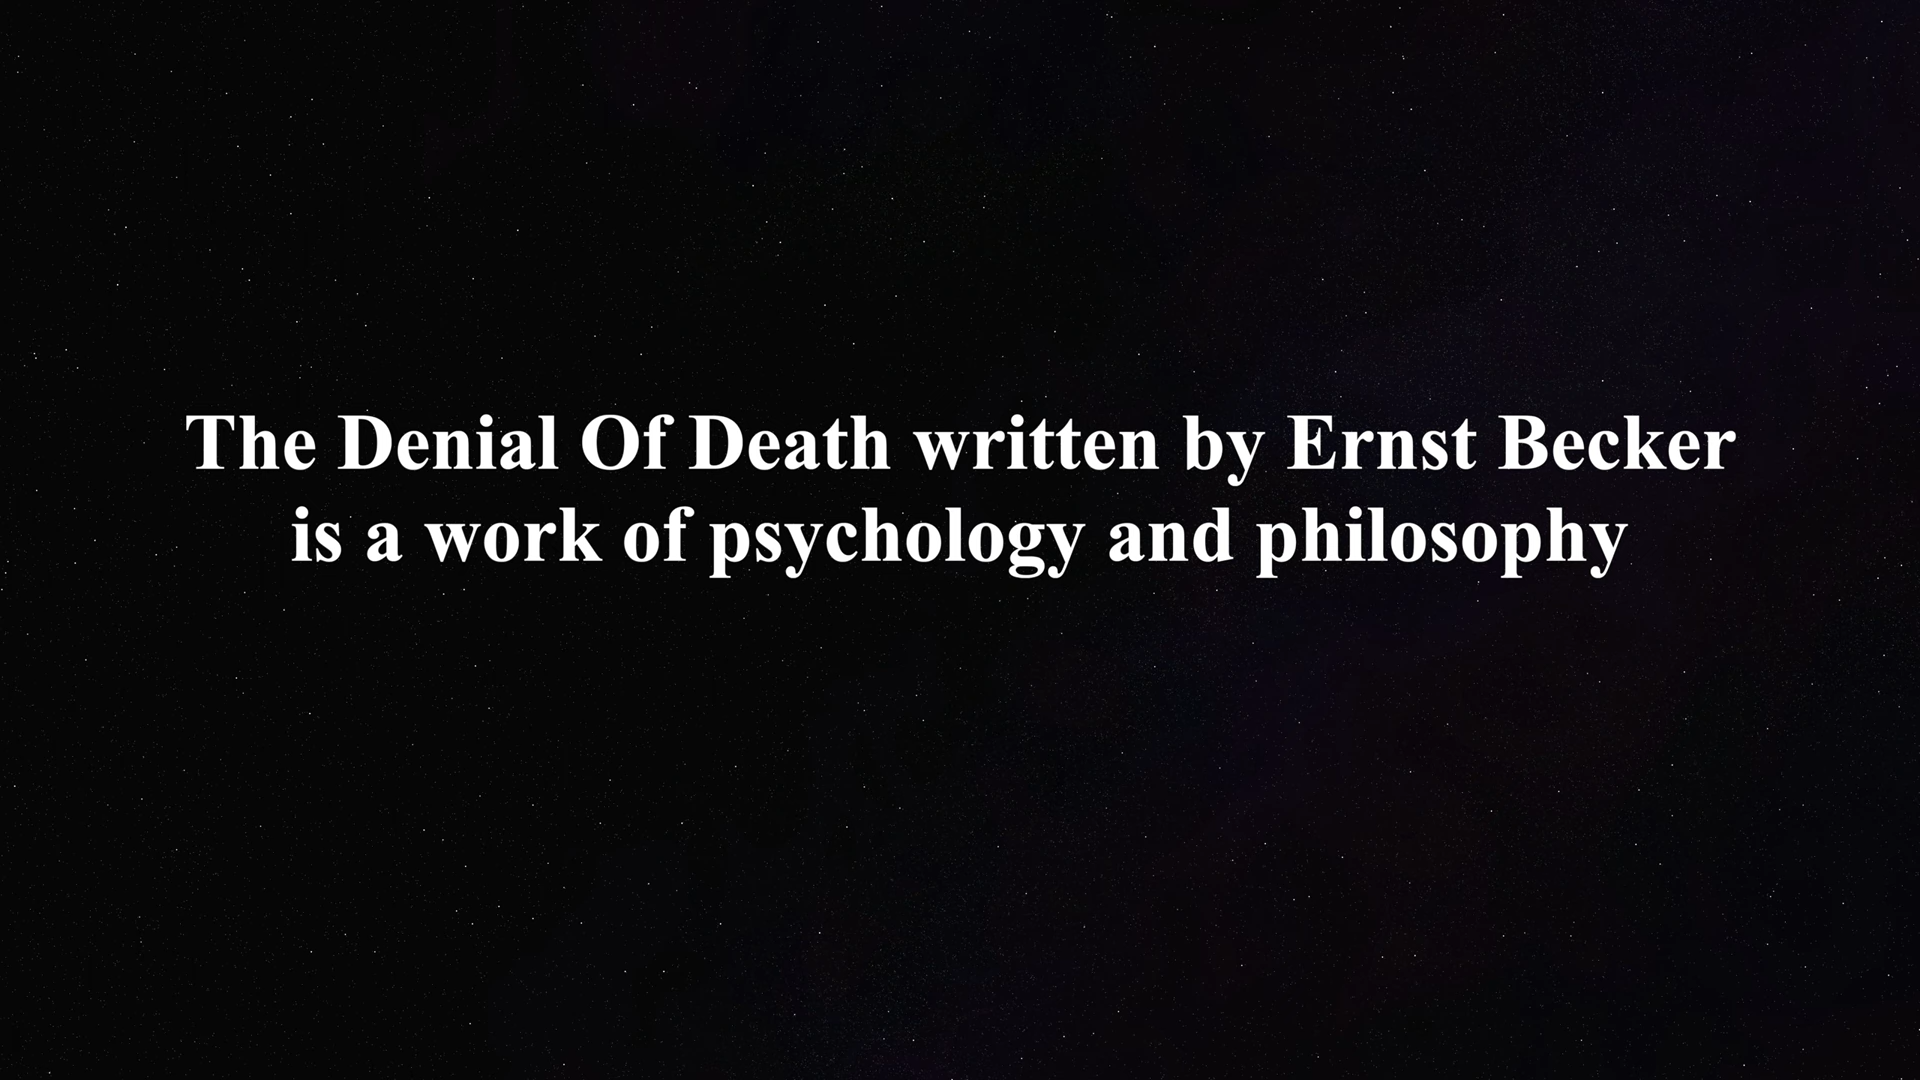 The Denial Of Death written by Ernst Becker
is a work of psychology and philosophy